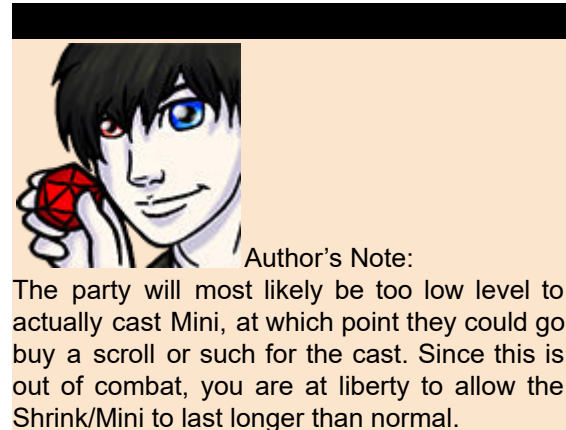 Author's Note:
The party will most likely be too low level to
actually cast Mini, at which point they could go
buy a scroll or such for the cast. Since this is
out of combat, you are at liberty to allow the
Shrink/Mini to last longer than normal.